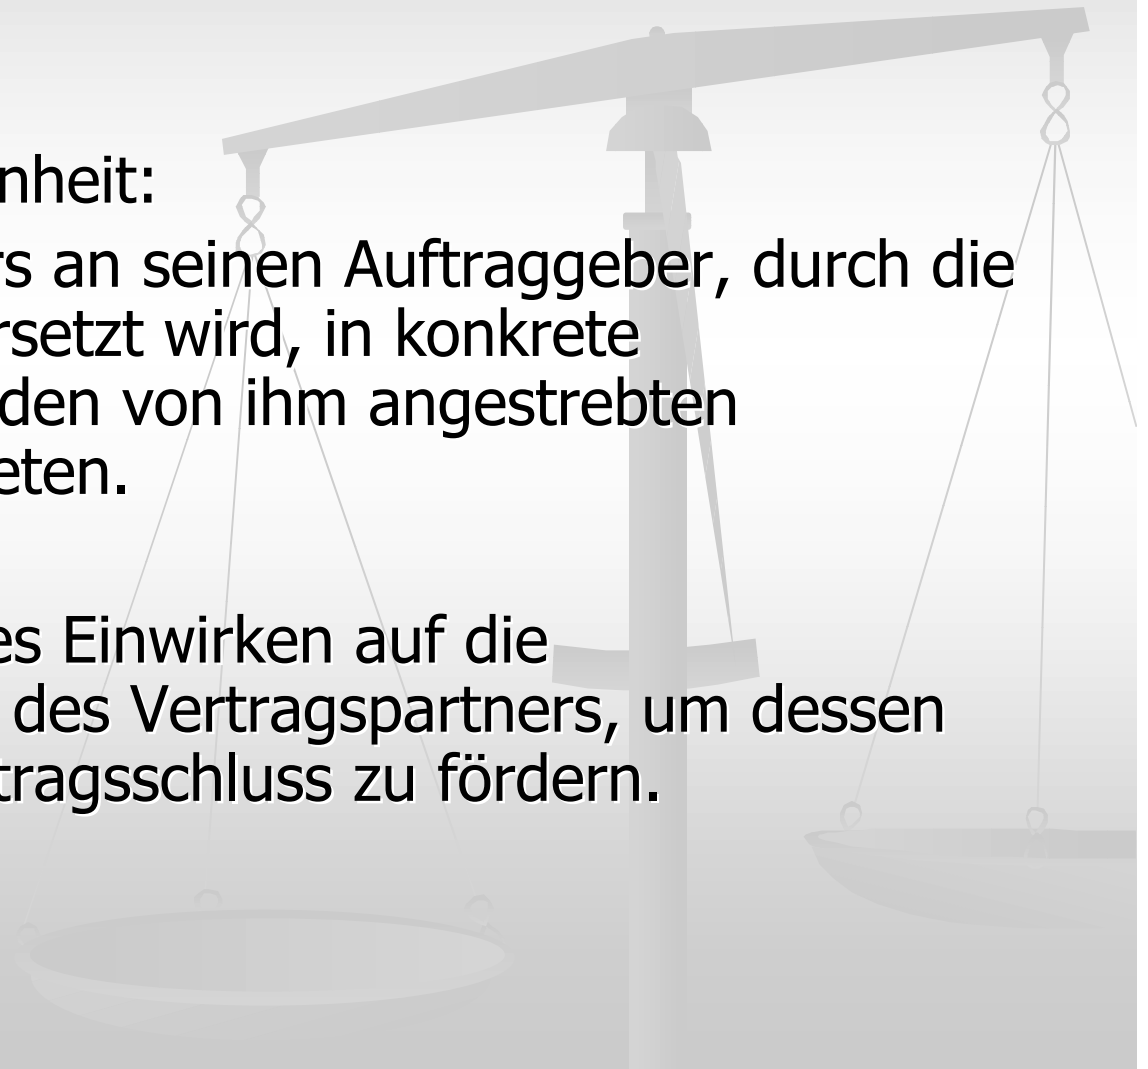 nheit:
rs an seinen Auftraggeber, durch die
rsetzt wird, in konkrete
den von ihm angestrebten
eten.
es Einwirken auf die
des Vertragspartners, um dessen
tragsschluss zu fördern.